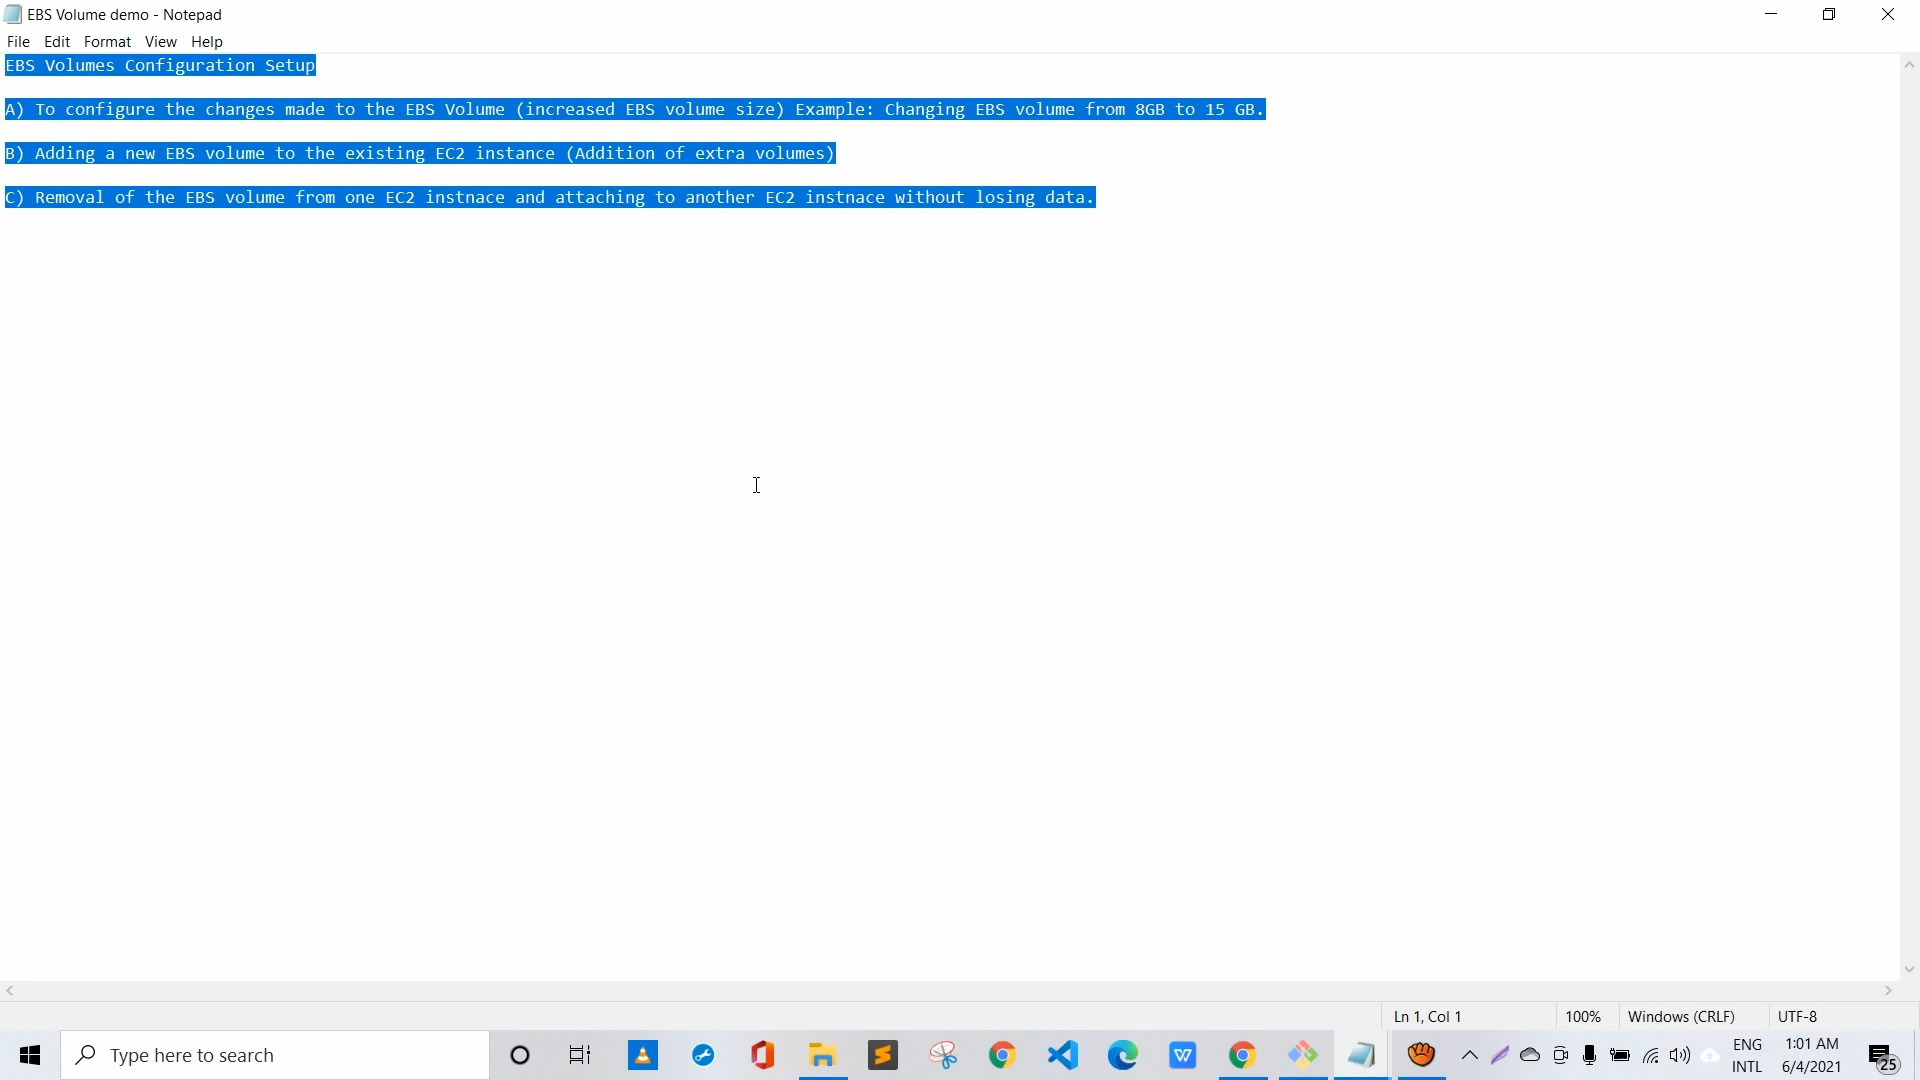 EBS Volume demo - Notepad
File Edit Format View Help
EBS Volumes Configuration Setup
A) To configure the changes made to the EBS Volume (increased EBS volume size) Example: Changing EBS volume from 8GB to 15 GB.
B) Adding a new EBS volume to the existing EC2 instance (Addition of extra volumes)
C) Removal of the EBS volume from one EC2 instnace and attaching to another EC2 instnace without losing data.
Ln 1, Col 1 100% Windows (CRLF) UTF-8
Type here to search
ENG
INTL
1:01 AM
6/4/2021
25